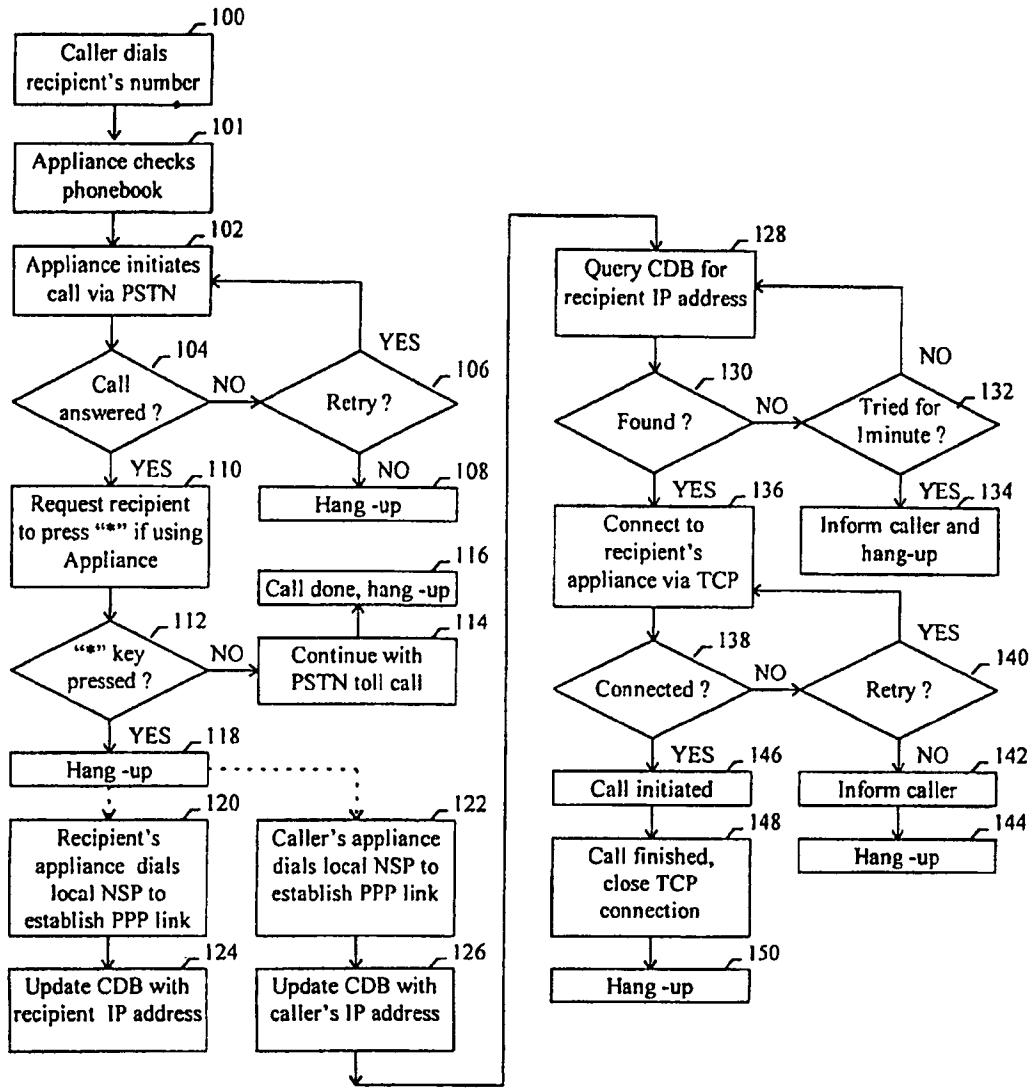 100
Caller dials
recipient's number
101
Appliance checks
phonebook
102
Appliance initiates
call via PSTN
104
Call
answered ?
NO
YES
106
Retry ?
YES
NO
108
Hang -up
110
Request recipient
to press “*” if using
Appliance
112
“*” key
pressed ?
NO
YES
114
Continue with
PSTN toll call
116
Call done, hang -up
118
Hang -up
120
Recipient's
appliance dials
local NSP to
establish PPP link
122
Caller's appliance
dials local NSP to
establish PPP link
124
Update CDB with
recipient IP address
126
Update CDB with
caller's IP address
128
Query CDB for
recipient IP address
130
Found ?
NO
YES
132
Tried for
1minute ?
NO
YES
134
Inform caller and
hang-up
136
Connect to
recipient's
appliance via TCP
138
Connected ?
NO
YES
140
Retry ?
YES
NO
142
Inform caller
144
Hang -up
146
Call initiated
148
Call finished,
close TCP
connection
150
Hang -up